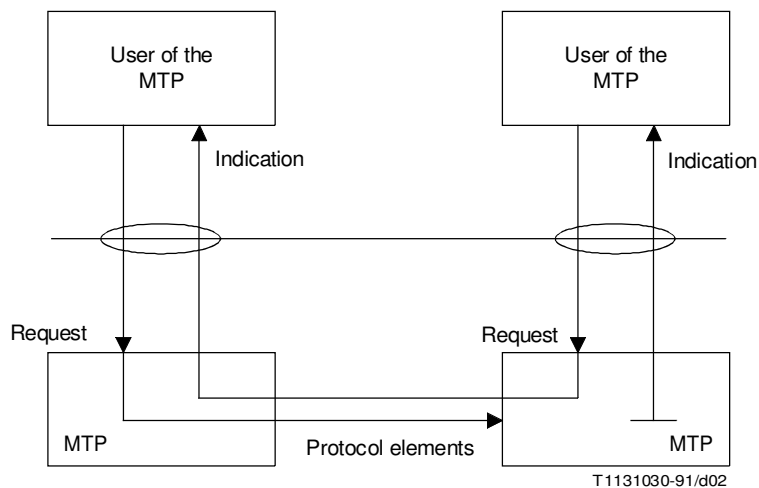 User of the
MTP
User of the
MTP
Indication
Indication
Request
Request
MTP
Protocol elements
MTP
T1131030-91/d02